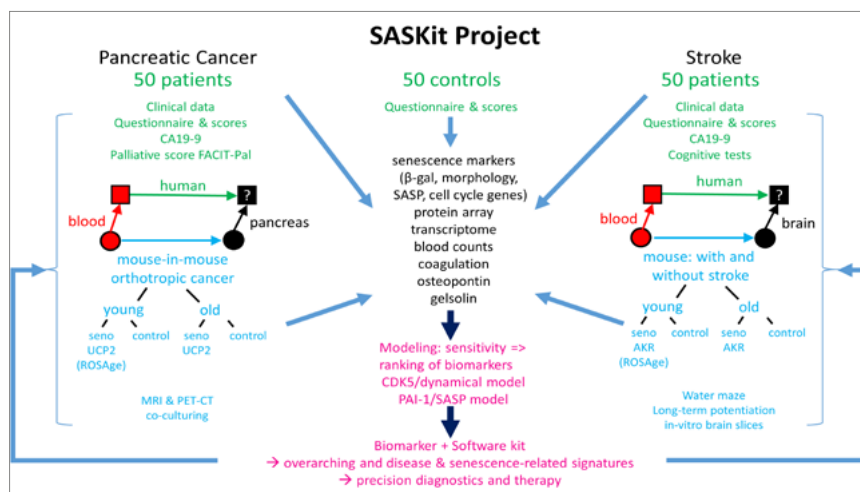 SASKit Project
Pancreatic Cancer
50 patients
Clinical data
Questionnaire & scores
CA19-9
Palliative score FACIT-Pal
human
?
blood
pancreas
mouse-in-mouse
orthotropic cancer
young
old
seno
UCP2
(ROSAge)
control
seno
UCP2
control
MRI & PET-CT
co-culturing
50 controls
Questionnaire & scores
senescence markers
(β-gal, morphology,
SASP, cell cycle genes)
protein array
transcriptome
blood counts
coagulation
osteopontin
gelsolin
Modeling: sensitivity =>
ranking of biomarkers
CDK5/dynamical model
PAI-1/SASP model
Biomarker + Software kit
→ overarching and disease & senescence-related signatures
→ precision diagnostics and therapy
Stroke
50 patients
Clinical data
Questionnaire & scores
CA19-9
Cognitive tests
human
?
blood
brain
mouse: with and
without stroke
young
old
seno
AKR
(ROSAge)
control
seno
AKR
control
Water maze
Long-term potentiation
in-vitro brain slices